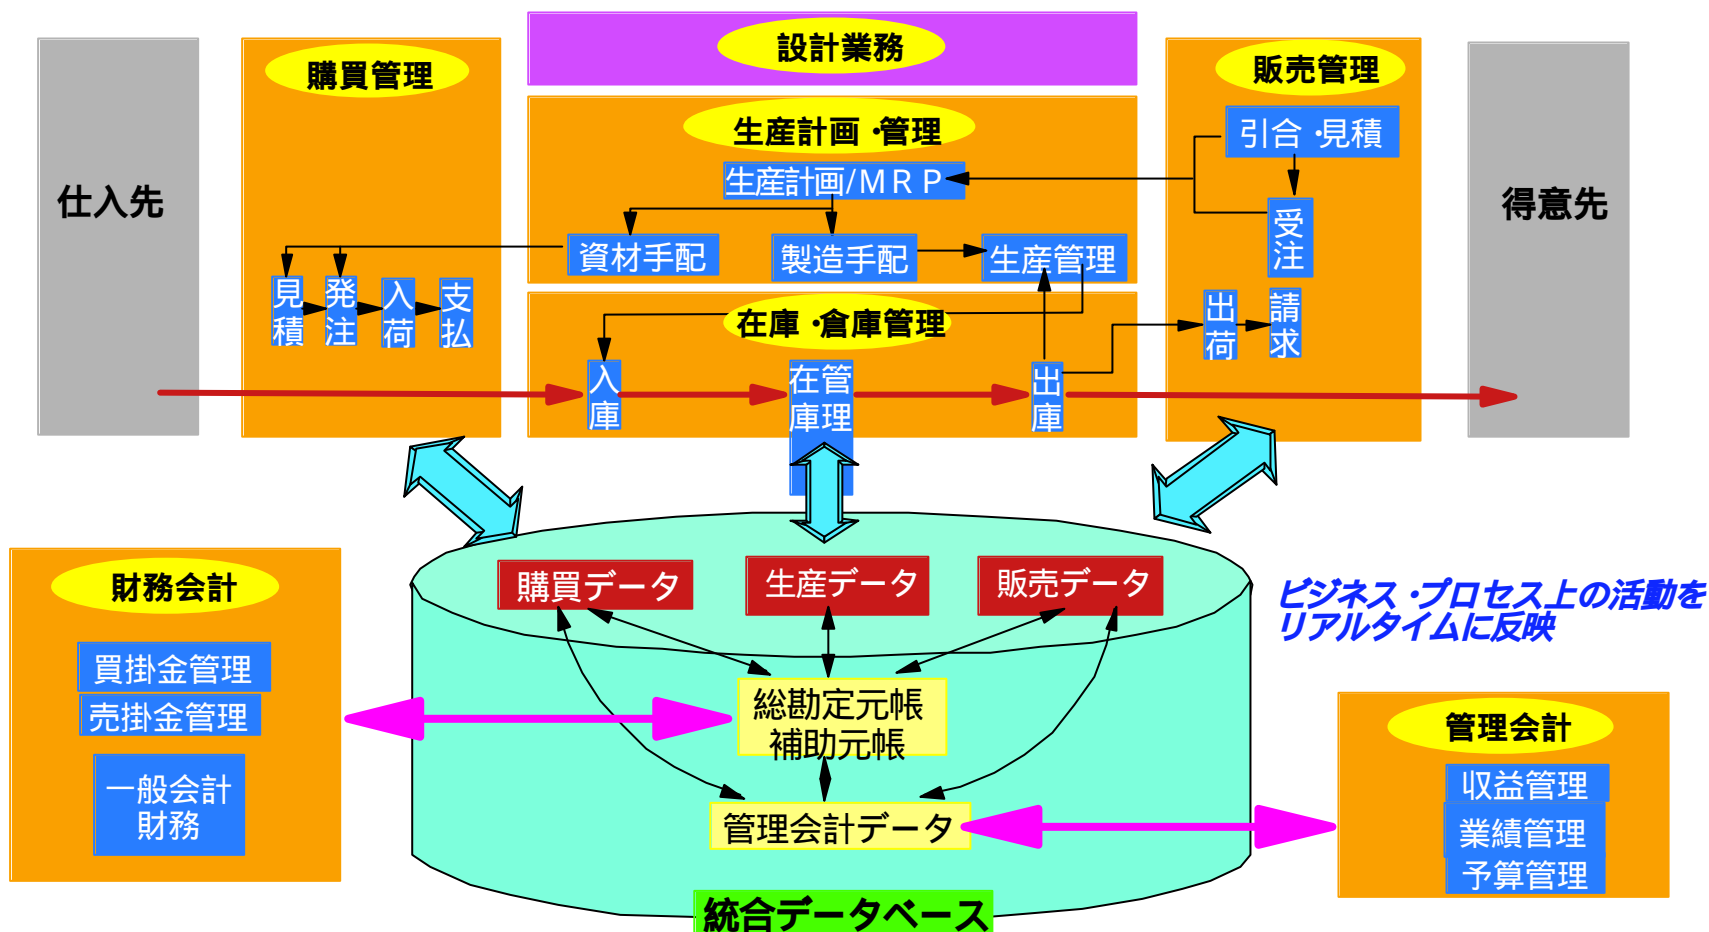 設計業務
購買管理
販売管理
生産計画・管理
引合・見積
生産計画/ＭＲＰ
仕入先
得意先
受注
資材手配
製造手配
生産管理
見積
発注
入荷
支払
在庫・倉庫管理
出荷
請求
入庫
在庫
管理
出庫
財務会計
購買データ
生産データ
販売データ
ビジネス・プロセス上の活動を
リアルタイムに反映
買掛金管理
売掛金管理
総勘定元帳
補助元帳
管理会計
一般会計
財務
収益管理
管理会計データ
業績管理
予算管理
統合データベース